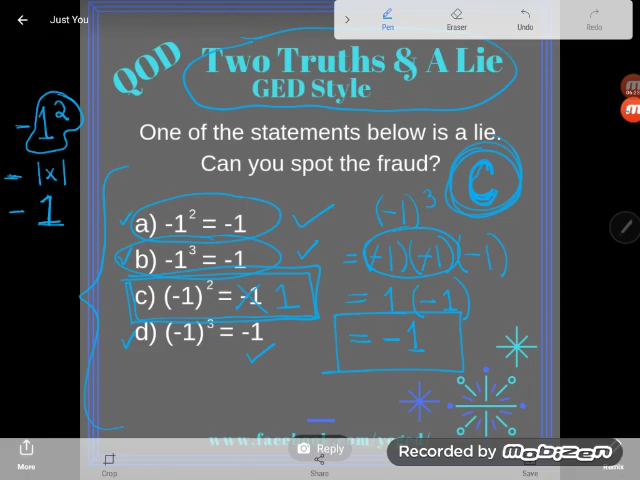 Just You
Pen
Eraser
Undo
Redo
QOD
Two Truths & A Lie
GED Style
One of the statements below is a lie.
Can you spot the fraud?
-1²
- 1x1
- 1
C
a) -1² = -1
b) -1³ = -1
c) (-1)² = -1 1
d) (-1)³ = -1
(-1)³
= (-1)(-1)(-1)
= 1(-1)
= -1
Reply
Recorded by Mobizen
More
Crop
Share
Save
Remix